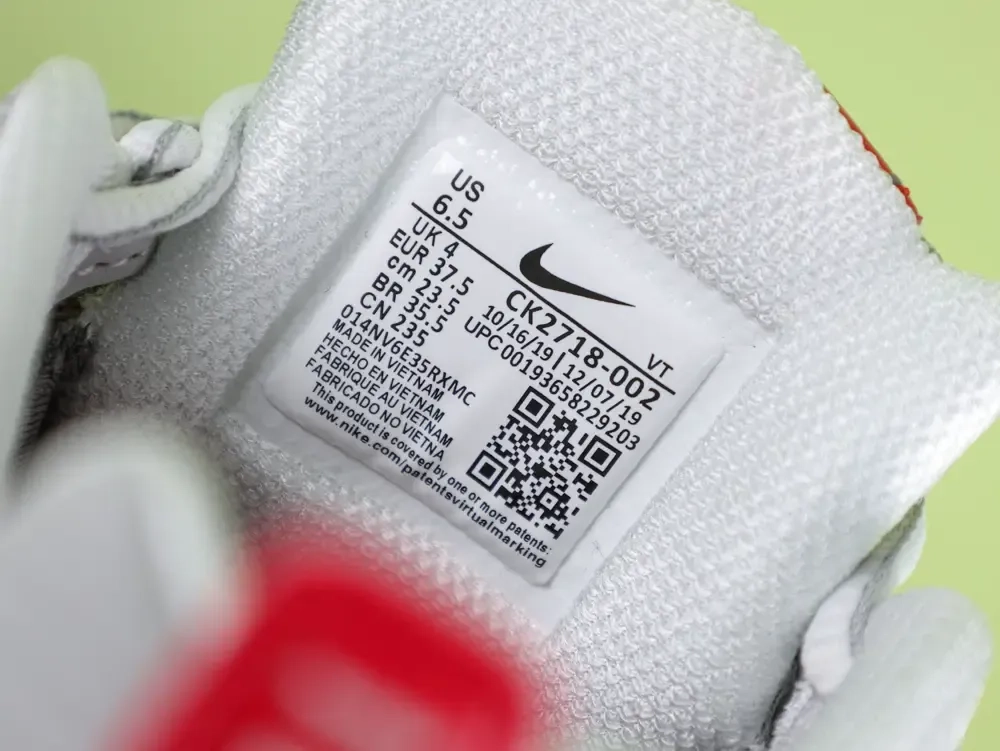 US
6.5
UK 4
EUR 37.5
cm 23.5
BR 35.5
CN 235
014NV6E35RXMC
MADE IN VIETNAM
HECHO EN VIETNAM
FABRIQUE AU VIETNAM
FABRICADO NO VIETNA
This product is covered by one or more patents:
www.nike.com/patentsvirtualmarking
VT
CK2718-002
10/16/19 | 12/07/19
UPC00193658229203